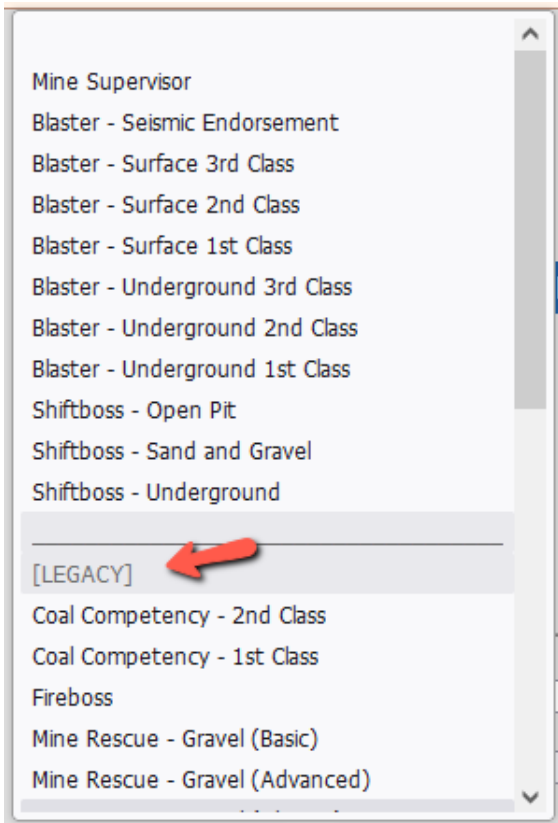 Mine Supervisor
Blaster - Seismic Endorsement
Blaster - Surface 3rd Class
Blaster - Surface 2nd Class
Blaster - Surface 1st Class
Blaster - Underground 3rd Class
Blaster - Underground 2nd Class
Blaster - Underground 1st Class
Shiftboss - Open Pit
Shiftboss - Sand and Gravel
Shiftboss - Underground
[LEGACY]
Coal Competency - 2nd Class
Coal Competency - 1st Class
Fireboss
Mine Rescue - Gravel (Basic)
Mine Rescue - Gravel (Advanced)